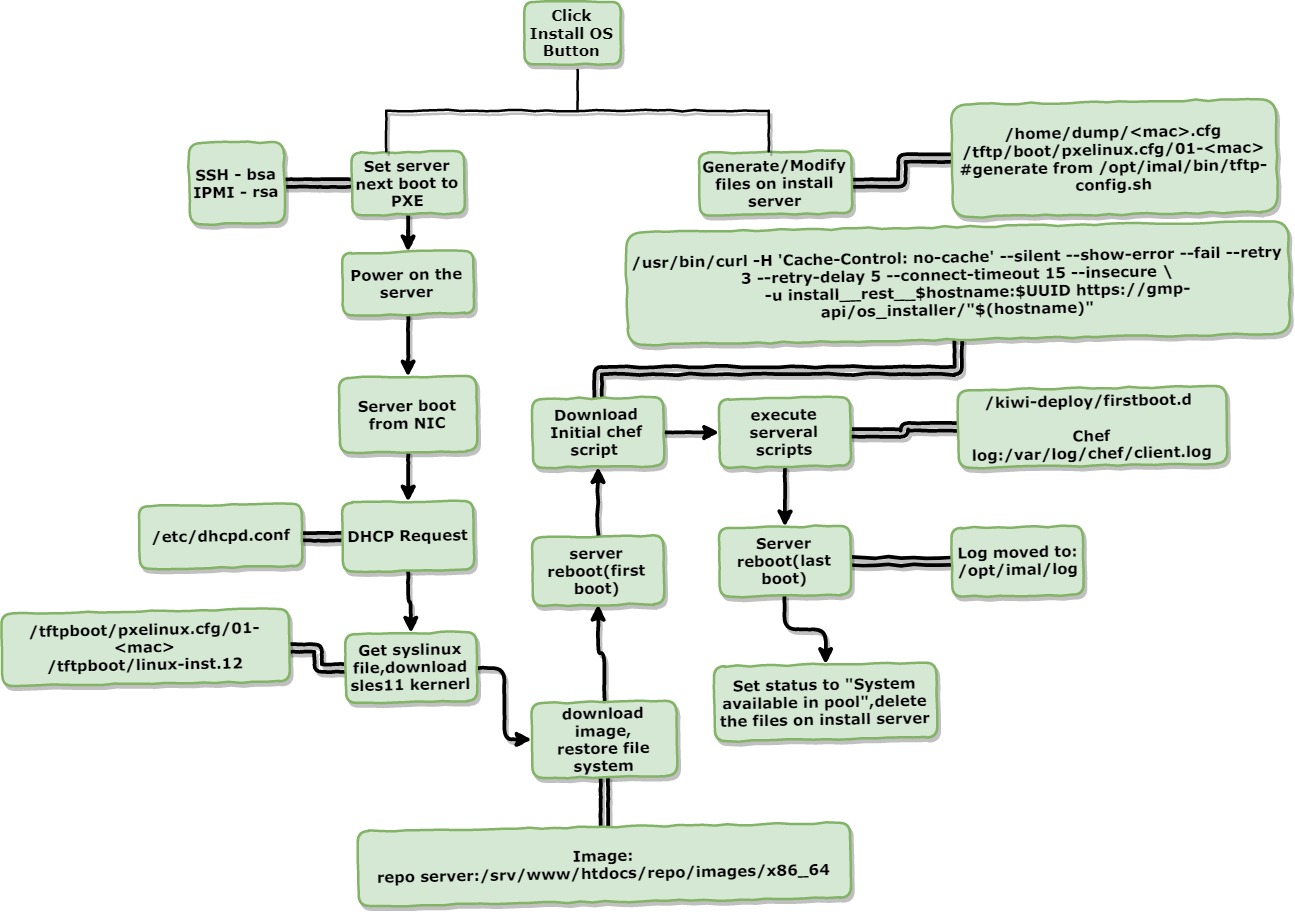 Click
Install OS
Button
SSH - bsa
IPMI - rsa
Set server
next boot to
PXE
Generate/Modify
files on install
server
/home/dump/<mac>.cfg
/tftp/boot/pxelinux.cfg/01-<mac>
#generate from /opt/imal/bin/tftp-
config.sh
Power on the
server
/usr/bin/curl -H 'Cache-Control: no-cache' --silent --show-error --fail --retry
3 --retry-delay 5 --connect-timeout 15 --insecure \
-u install__rest__$hostname:$UUID https://gmp-
api/os_installer/"$(hostname)"
Server boot
from NIC
Download
Initial chef
script
execute
serveral
scripts
/kiwi-deploy/firstboot.d
Chef
log:/var/log/chef/client.log
/etc/dhcpd.conf
DHCP Request
server
reboot(first
boot)
Server
reboot(last
boot)
Log moved to:
/opt/imal/log
/tftpboot/pxelinux.cfg/01-
<mac>
/tftpboot/linux-inst.12
Get syslinux
file,download
sles11 kernerl
download
image,
restore file
system
Set status to "System
available in pool",delete
the files on install server
Image:
repo server:/srv/www/htdocs/repo/images/x86_64